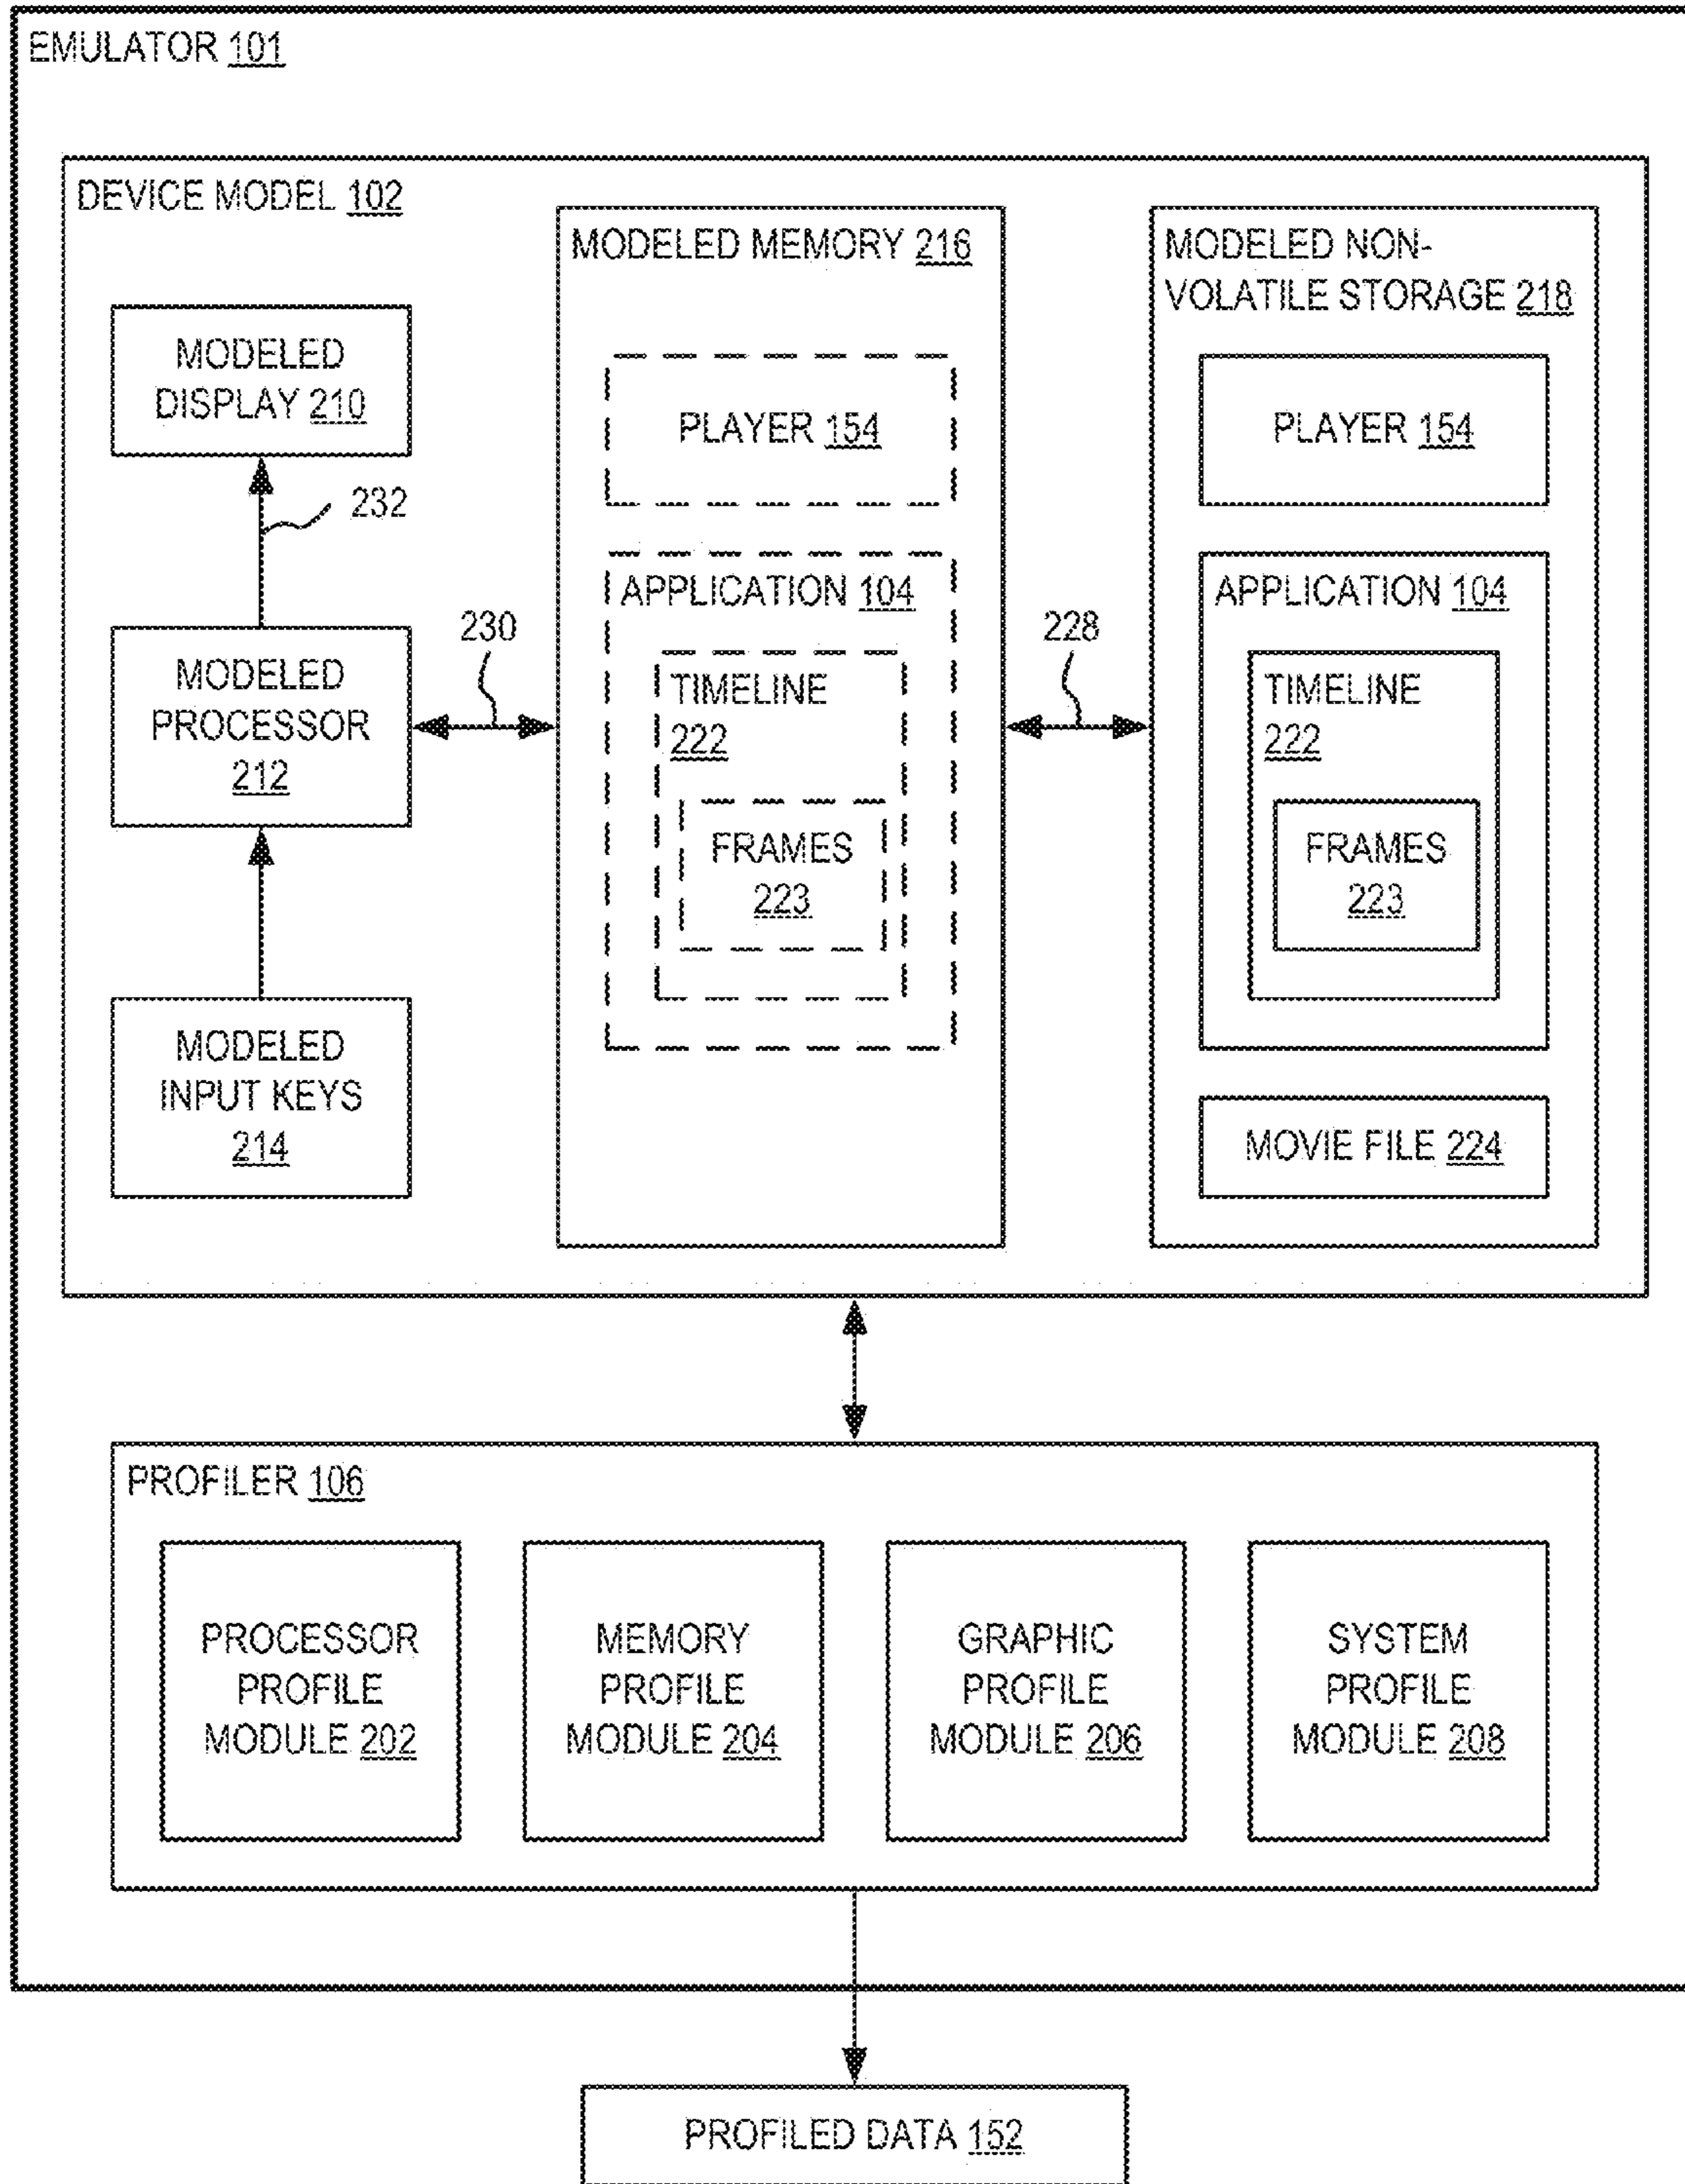 EMULATOR 101
DEVICE MODEL 102
MODELED
DISPLAY 210
232
MODELED
PROCESSOR
212
MODELED
INPUT KEYS
214
230
MODELED MEMORY 216
PLAYER 154
APPLICATION 104
TIMELINE
222
FRAMES
223
228
MODELED NON-
VOLATILE STORAGE 218
PLAYER 154
APPLICATION 104
TIMELINE
222
FRAMES
223
MOVIE FILE 224
PROFILER 106
PROCESSOR
PROFILE
MODULE 202
MEMORY
PROFILE
MODULE 204
GRAPHIC
PROFILE
MODULE 206
SYSTEM
PROFILE
MODULE 208
PROFILED DATA 152